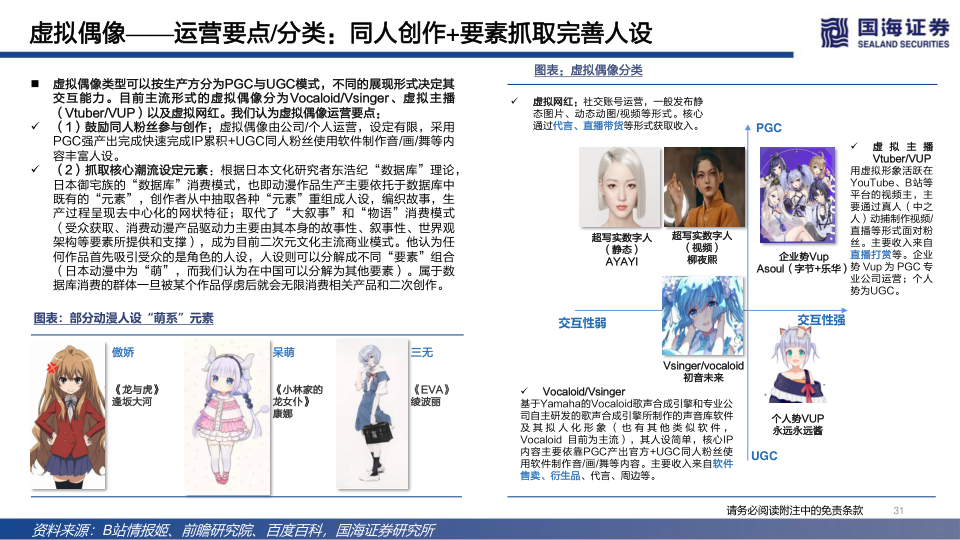 虚拟偶像——运营要点/分类：同人创作+要素抓取完善人设
国海证券
SEALAND SECURITIES
■ 虚拟偶像类型可以按生产方分为PGC与UGC模式，不同的展现形式决定其
交互能力。目前主流形式的虚拟偶像分为Vocaloid/Vsinger、虚拟主播
（Vtuber/VUP）以及虚拟网红。我们认为虚拟偶像运营要点：
✓ （1）鼓励同人粉丝参与创作：虚拟偶像由公司/个人运营，设定有限，采用
PGC强产出完成快速完成IP累积+UGC同人粉丝使用软件制作音/画/舞等内
容丰富人设。
✓ （2）抓取核心潮流设定元素：根据日本文化研究者东浩纪“数据库”理论，
日本御宅族的“数据库”消费模式，也即动漫作品生产主要依托于数据库中
既有的“元素”，创作者从中抽取各种“元素”重组成人设，编织故事，生
产过程呈现去中心化的网状特征；取代了“大叙事”和“物语”消费模式
（受众获取、消费动漫产品驱动力主要由其本身的故事性、叙事性、世界观
架构等要素所提供和支撑），成为目前二次元文化主流商业模式。他认为任
何作品首先吸引受众的是角色的人设，人设则可以分解成不同“要素”组合
（日本动漫中为“萌”，而我们认为在中国可以分解为其他要素）。属于数
据库消费的群体一旦被某个作品俘虏后就会无限消费相关产品和二次创作。
图表：部分动漫人设“萌系”元素
傲娇
《龙与虎》
逢坂大河
呆萌
《小林家的
龙女仆》
康娜
三无
《EVA》
绫波丽
图表：虚拟偶像分类
✓ 虚拟网红：社交账号运营，一般发布静
态图片、动态动图/视频等形式。核心
通过代言、直播带货等形式获取收入。
PGC
超写实数字人
（静态）
AYAYI
超写实数字人
（视频）
柳夜熙
企业势Vup
Asoul（字节+乐华）
✓ 虚拟主播
Vtuber/VUP
用虚拟形象活跃在
YouTube、B站等
平台的视频主，主
要通过真人（中之
人）动捕制作视频/
直播等形式面对粉
丝。主要收入来自
直播打赏等。企业
势 Vup 为 PGC 专
业公司运营；个人
势为UGC。
交互性弱
交互性强
Vsinger/vocaloid
初音未来
✓ Vocaloid/Vsinger
基于Yamaha的Vocaloid歌声合成引擎和专业公
司自主研发的歌声合成引擎所制作的声音库软件
及其拟人化形象（也有其他类似软件，
Vocaloid 目前为主流），其人设简单，核心IP
内容主要依靠PGC产出官方+UGC同人粉丝使
用软件制作音/画/舞等内容。主要收入来自软件
售卖、衍生品、代言、周边等。
个人势VUP
永远永远酱
UGC
请务必阅读附注中的免责条款
31
资料来源：B站情报姬、前瞻研究院、百度百科，国海证券研究所